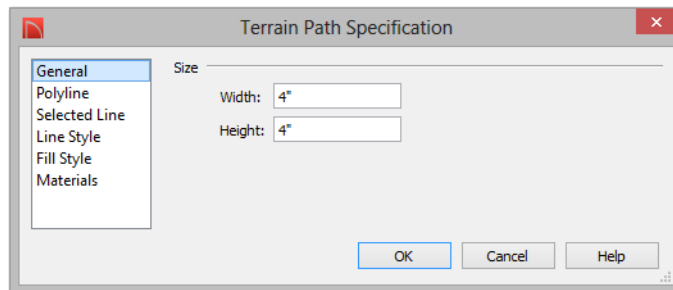 Terrain Path Specification
General
Polyline
Selected Line
Line Style
Fill Style
Materials
Size
Width: 4"
Height: 4"
OK Cancel Help